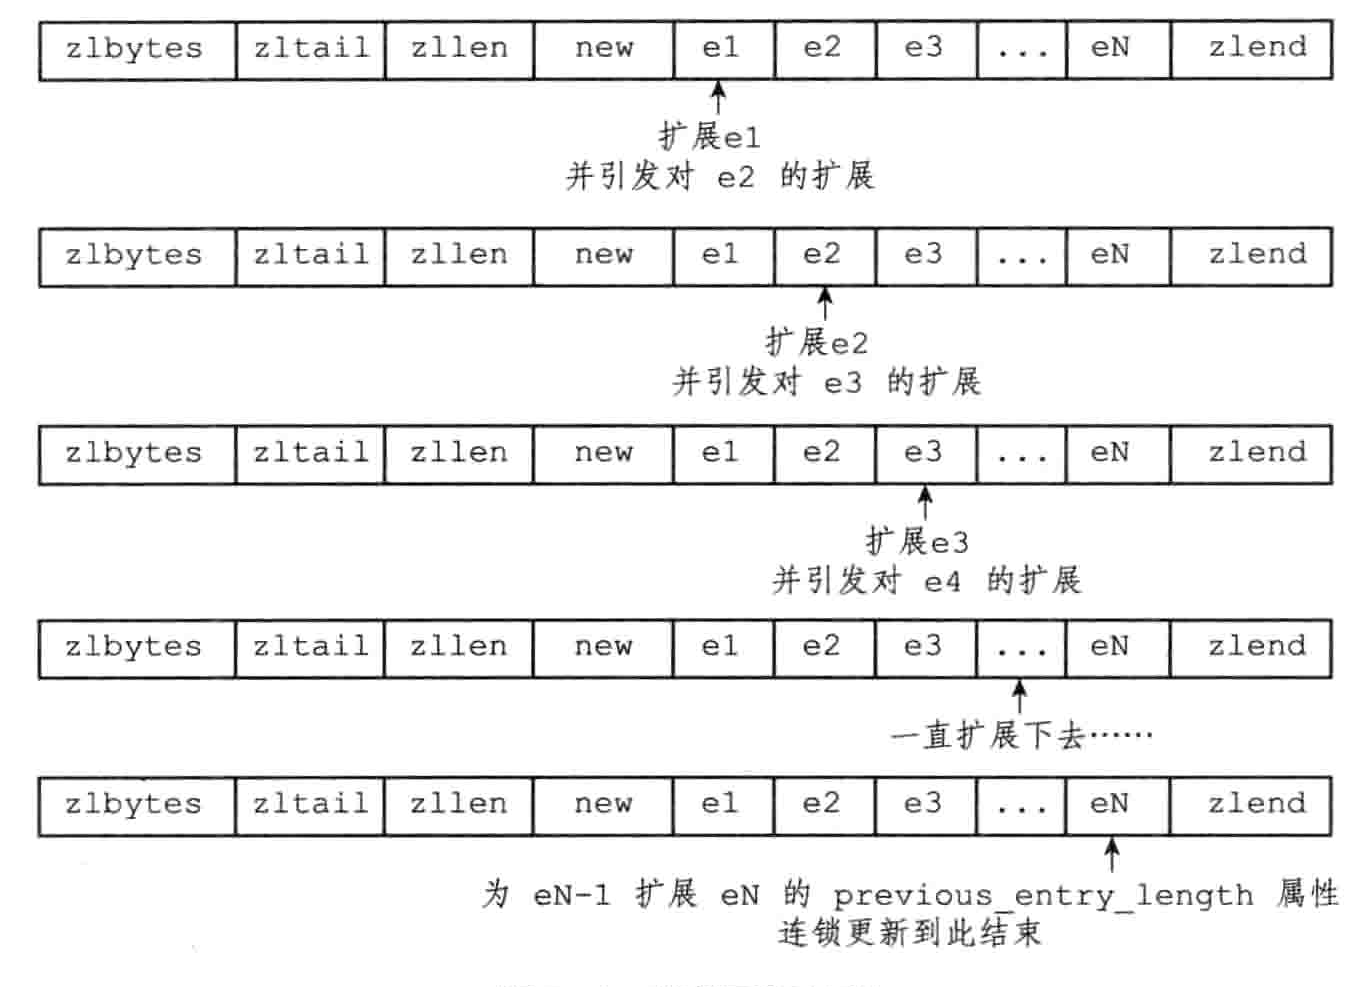 zlbytes zltail zllen new e1 e2 e3 ... eN zlend
扩展e1
并引发对 e2 的扩展
zlbytes zltail zllen new e1 e2 e3 ... eN zlend
扩展e2
并引发对 e3 的扩展
zlbytes zltail zllen new e1 e2 e3 ... eN zlend
扩展e3
并引发对 e4 的扩展
zlbytes zltail zllen new e1 e2 e3 ... eN zlend
一直扩展下去······
zlbytes zltail zllen new e1 e2 e3 ... eN zlend
为 eN-1 扩展 eN 的 previous_entry_length 属性
连锁更新到此结束